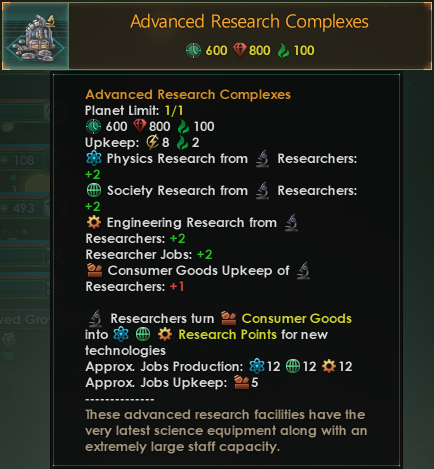 Advanced Research Complexes
600 800 100
Advanced Research Complexes
Planet Limit: 1/1
600 800 100
Upkeep: 8 2
Physics Research from Researchers:
+2
Society Research from Researchers:
+2
Engineering Research from
Researchers: +2
Researcher Jobs: +2
Consumer Goods Upkeep of
Researchers: +1
Researchers turn Consumer Goods
into Research Points for new
technologies
Approx. Jobs Production: 12 12 12
Approx. Jobs Upkeep: 5
--------------
These advanced research facilities have the
very latest science equipment along with an
extremely large staff capacity.
108
493